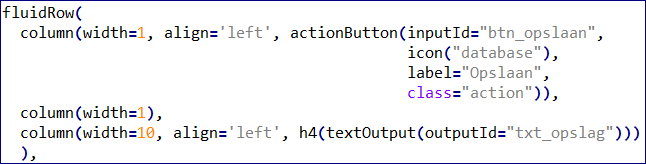 fluidRow(
  column(width=1, align='left', actionButton(inputId="btn_opslaan",
                                             icon("database"),
                                             label="Opslaan",
                                             class="action")),
  column(width=1),
  column(width=10, align='left', h4(textOutput(outputId="txt_opslag")))
  ),